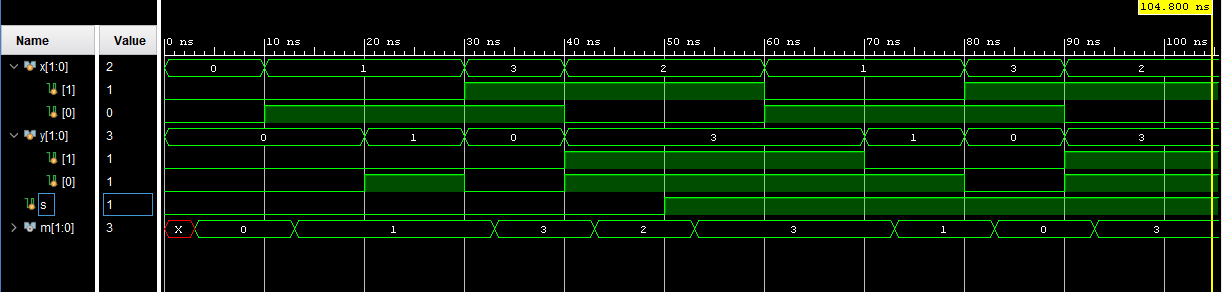 104.800 ns
Name Value
0 ns 10 ns 20 ns 30 ns 40 ns 50 ns 60 ns 70 ns 80 ns 90 ns 100 ns
x[1:0] 2 0 1 3 2 1 3 2
[1] 1
[0] 0
y[1:0] 3 0 1 0 3 1 0 3
[1] 1
[0] 1
s 1
m[1:0] 3 X 0 1 3 2 3 1 0 3